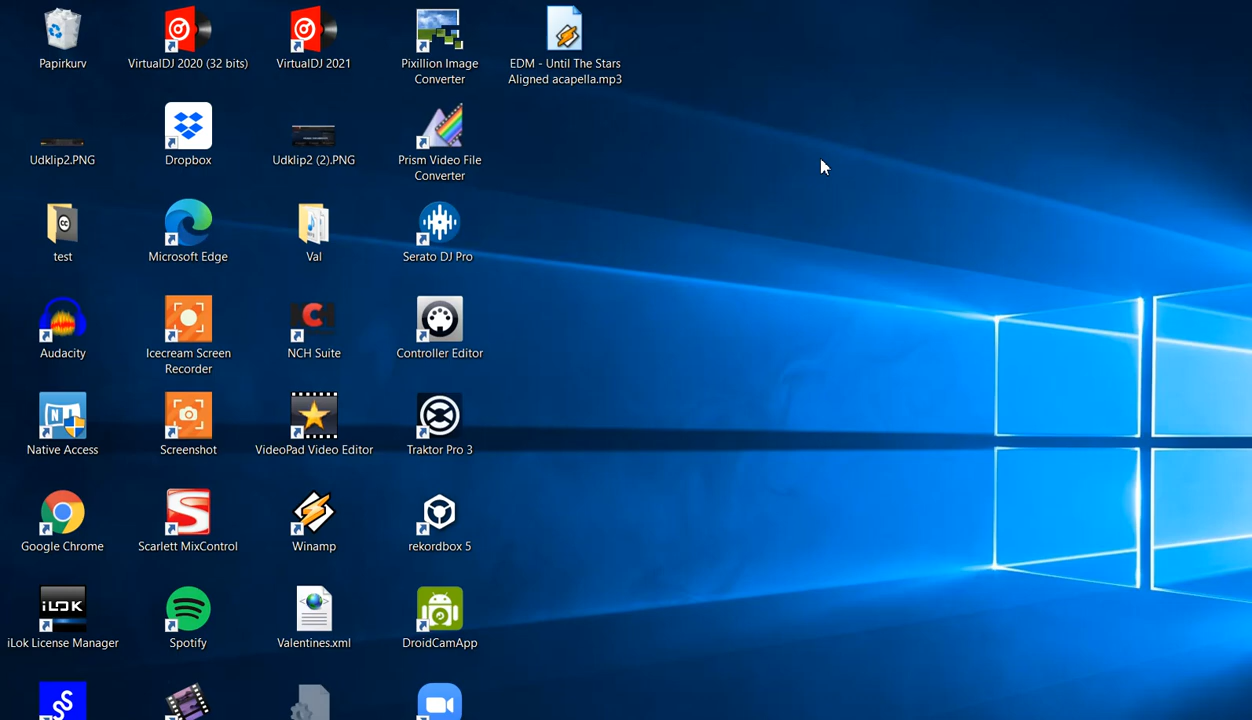 Papirkurv
VirtualDJ 2020 (32 bits)
VirtualDJ 2021
Pixillion Image
Converter
EDM - Until The Stars
Aligned acapella.mp3
Udklip2.PNG
Dropbox
Udklip2 (2).PNG
Prism Video File
Converter
test
Microsoft Edge
Val
Serato DJ Pro
Audacity
Icecream Screen
Recorder
NCH Suite
Controller Editor
Native Access
Screenshot
VideoPad Video Editor
Traktor Pro 3
Google Chrome
Scarlett MixControl
Winamp
rekordbox 5
iLOK
iLok License Manager
Spotify
Valentines.xml
DroidCamApp